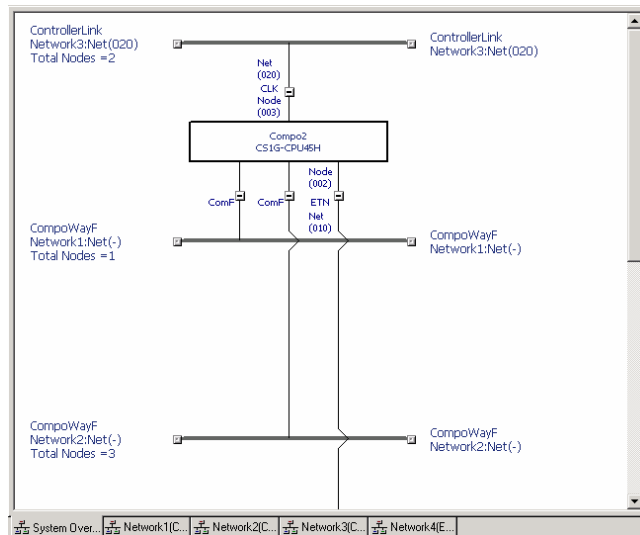 ControllerLink
Network3:Net(020)
Total Nodes =2
ControllerLink
Network3:Net(020)
Net
(020)
CLK
Node
(003)
Compo2
CS1G-CPU45H
ComF
ComF
Node
(002)
ETN
Net
(010)
CompoWayF
Network1:Net(-)
Total Nodes =1
CompoWayF
Network1:Net(-)
CompoWayF
Network2:Net(-)
Total Nodes =3
CompoWayF
Network2:Net(-)
System Over... Network1(C... Network2(C... Network3(C... Network4(E...